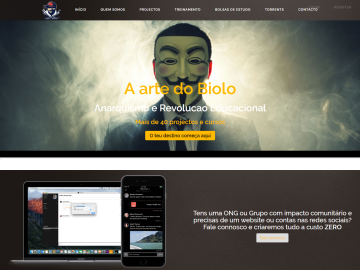 INÍCIO QUEM SOMOS PROJECTOS TREINAMENTO BOLSAS DE ESTUDO TORRENTS CONTACTO
A arte do Biolo
Anarquismo e Revolucao Educacional
Mais de 40 projectos e cursos
O teu destino começa aqui
Tens uma ONG ou Grupo com impacto comunitário e
precisas de um website ou contas nas redes sociais?
Fale connosco e criaremos tudo a custo ZERO